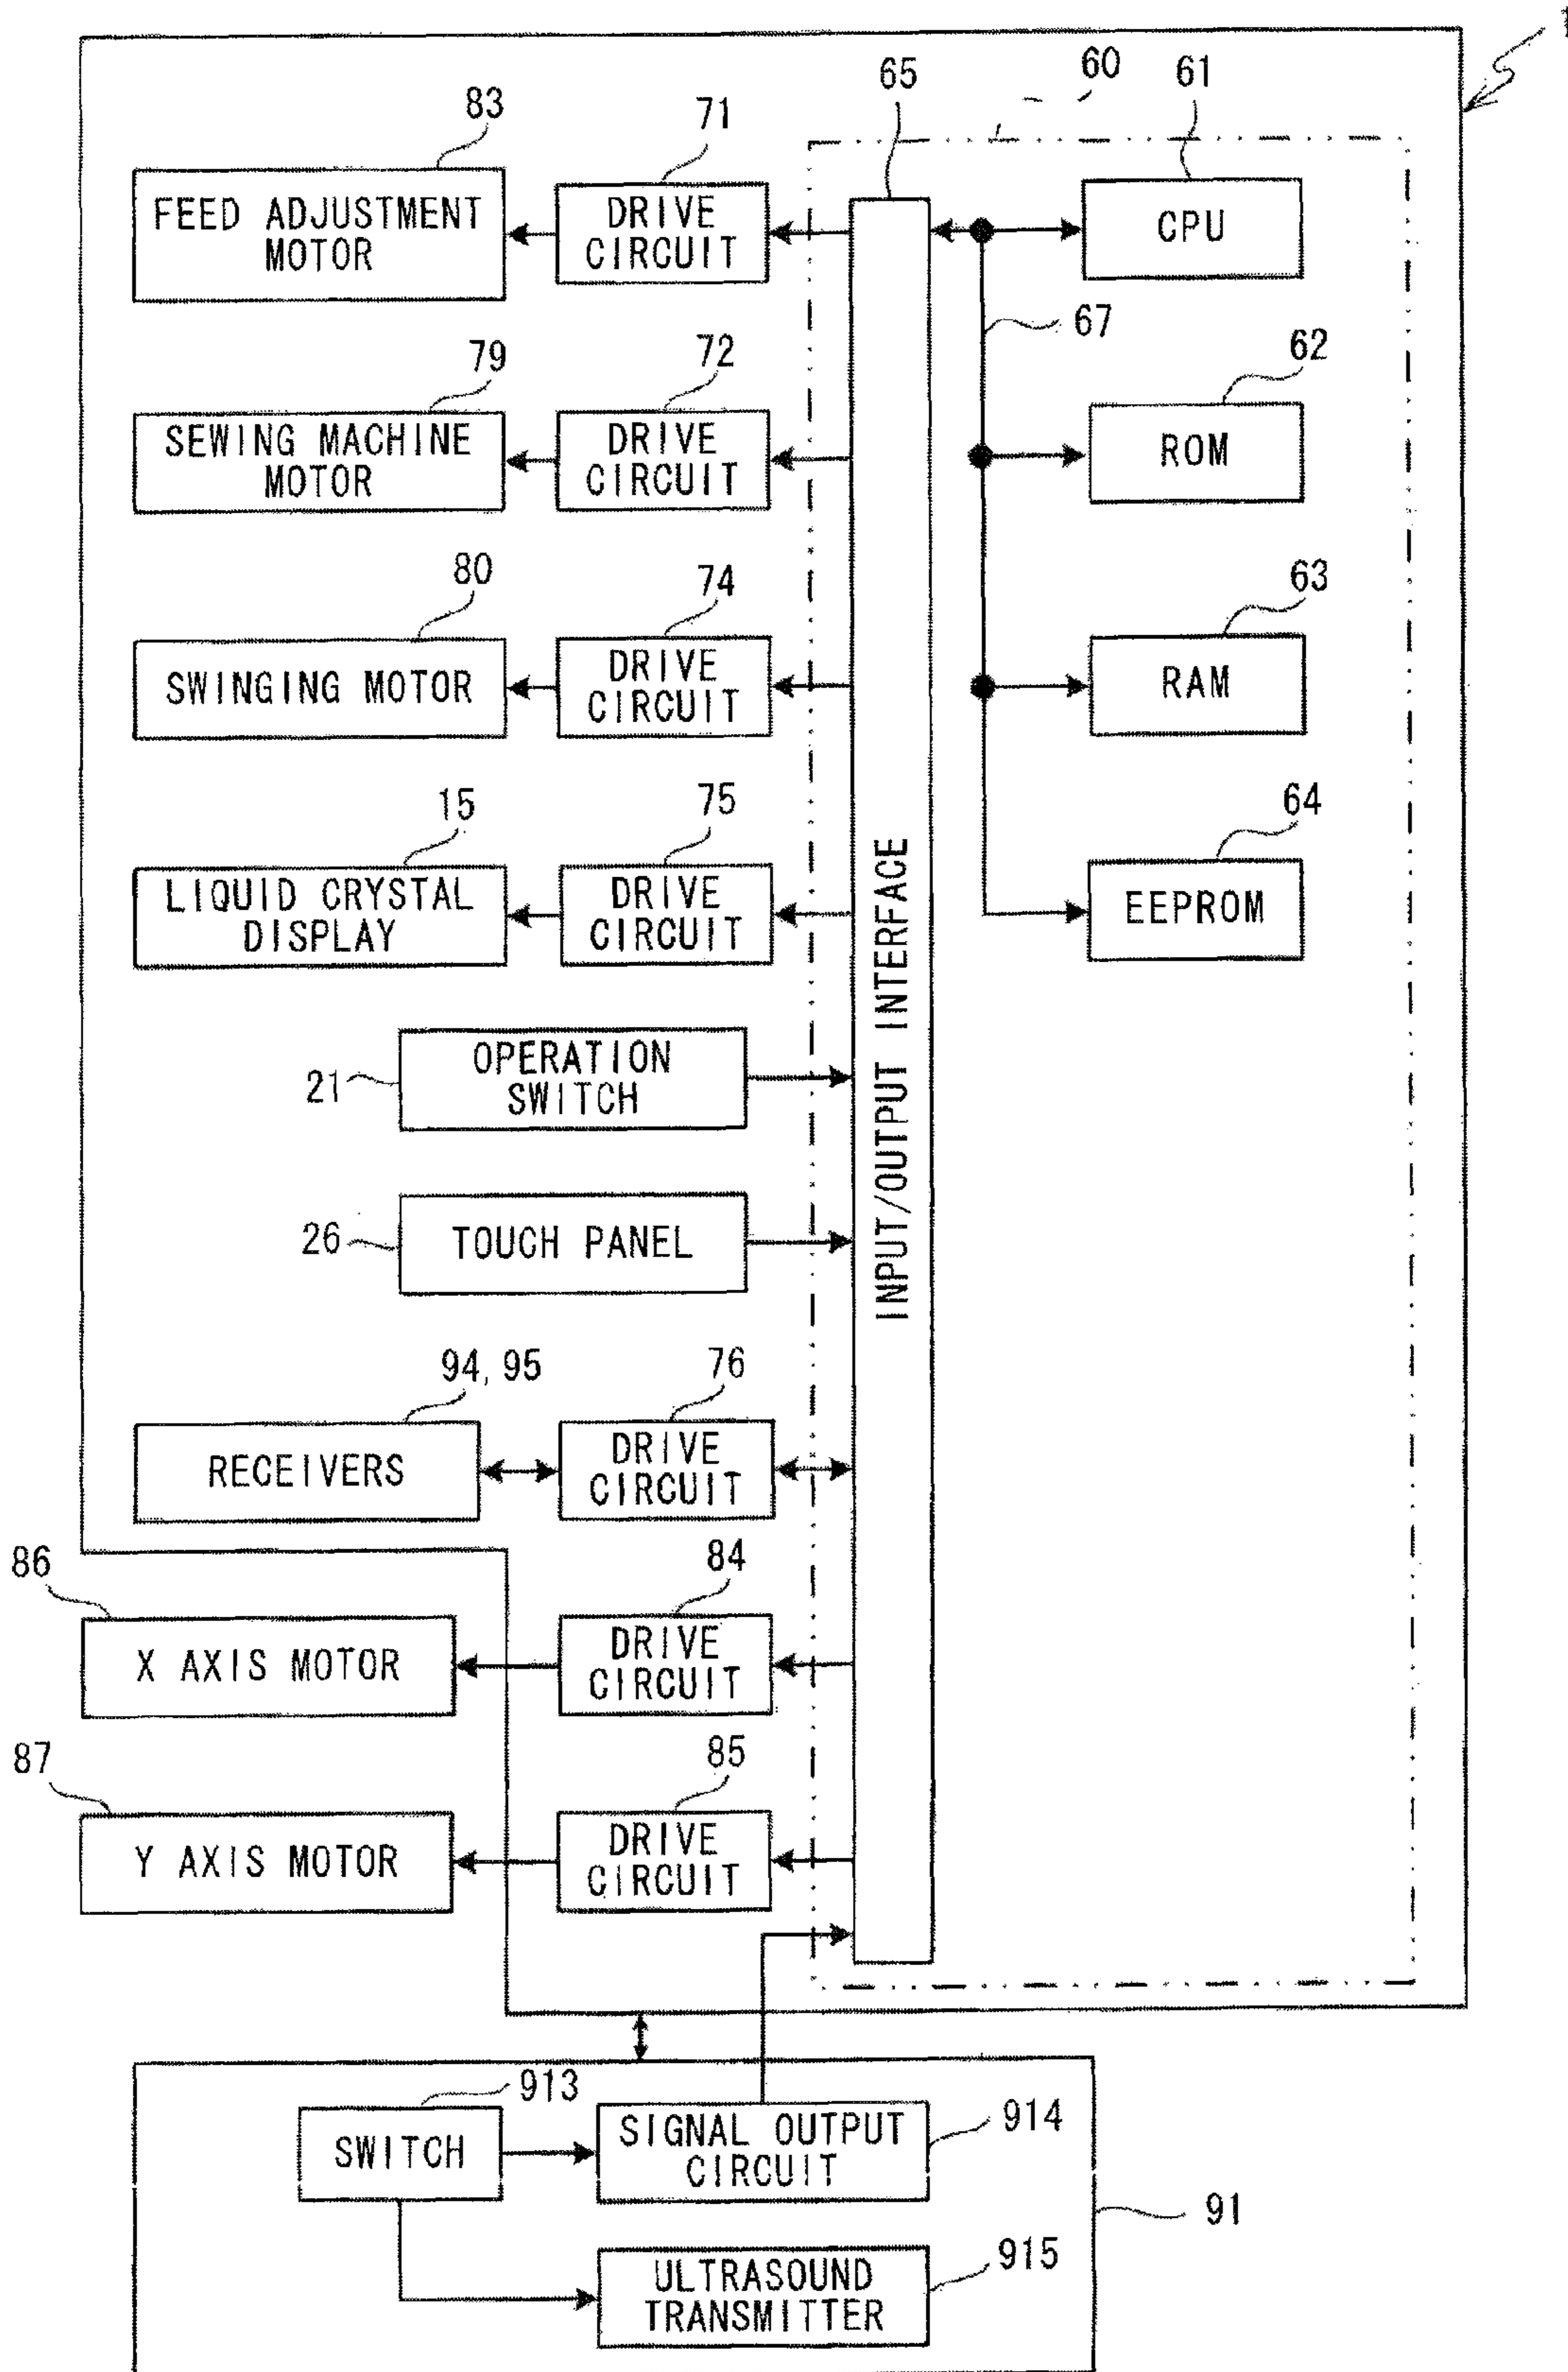 1
65
60
61
83
71
FEED ADJUSTMENT
MOTOR
DRIVE
CIRCUIT
CPU
67
79
72
62
SEWING MACHINE
MOTOR
DRIVE
CIRCUIT
ROM
80
74
63
SWINGING MOTOR
DRIVE
CIRCUIT
RAM
15
75
64
LIQUID CRYSTAL
DISPLAY
DRIVE
CIRCUIT
EEPROM
INPUT/OUTPUT INTERFACE
21
OPERATION
SWITCH
26
TOUCH PANEL
94, 95
76
RECEIVERS
DRIVE
CIRCUIT
86
84
X AXIS MOTOR
DRIVE
CIRCUIT
87
85
Y AXIS MOTOR
DRIVE
CIRCUIT
913
SWITCH
SIGNAL OUTPUT
CIRCUIT
914
91
915
ULTRASOUND
TRANSMITTER